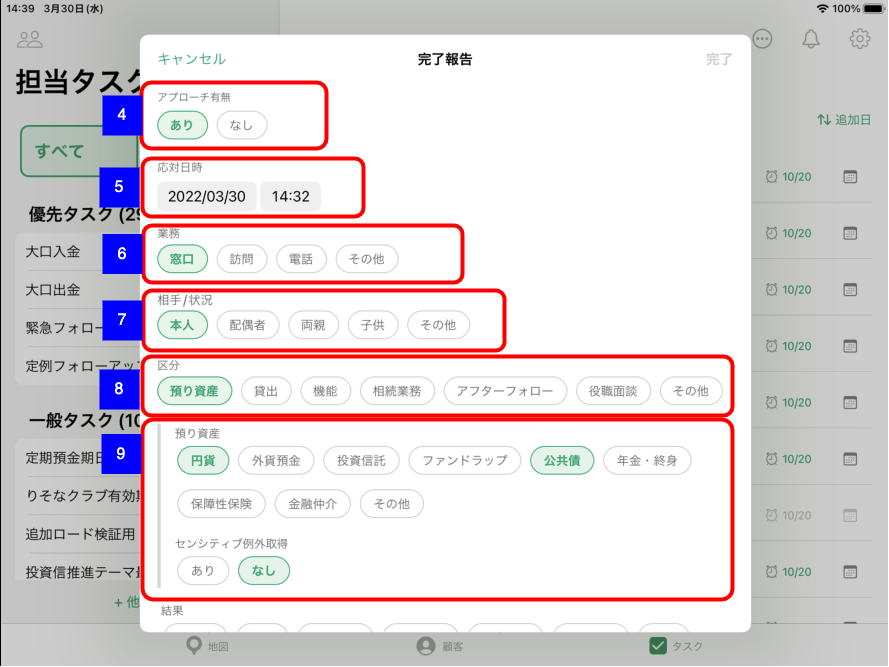 14:39 3月30日(水)
100%
担当タスク
すべて
追加日
優先タスク (29
大口入金
大口出金
緊急フォロー
定例フォローアッ
一般タスク (10
定期預金期日
りそなクラブ有効
追加ロード検証用
投資信推進テーマ
+ 他
キャンセル
完了報告
完了
4
アプローチ有無
あり
なし
5
応対日時
2022/03/30
14:32
6
業務
窓口
訪問
電話
その他
7
相手/状況
本人
配偶者
両親
子供
その他
8
区分
預り資産
貸出
機能
相続業務
アフターフォロー
役職面談
その他
9
預り資産
円貨
外貨預金
投資信託
ファンドラップ
公共債
年金・終身
保障性保険
金融仲介
その他
センシティブ例外取得
あり
なし
結果
10/20
10/20
10/20
10/20
10/20
10/20
10/20
10/20
地図
顧客
タスク